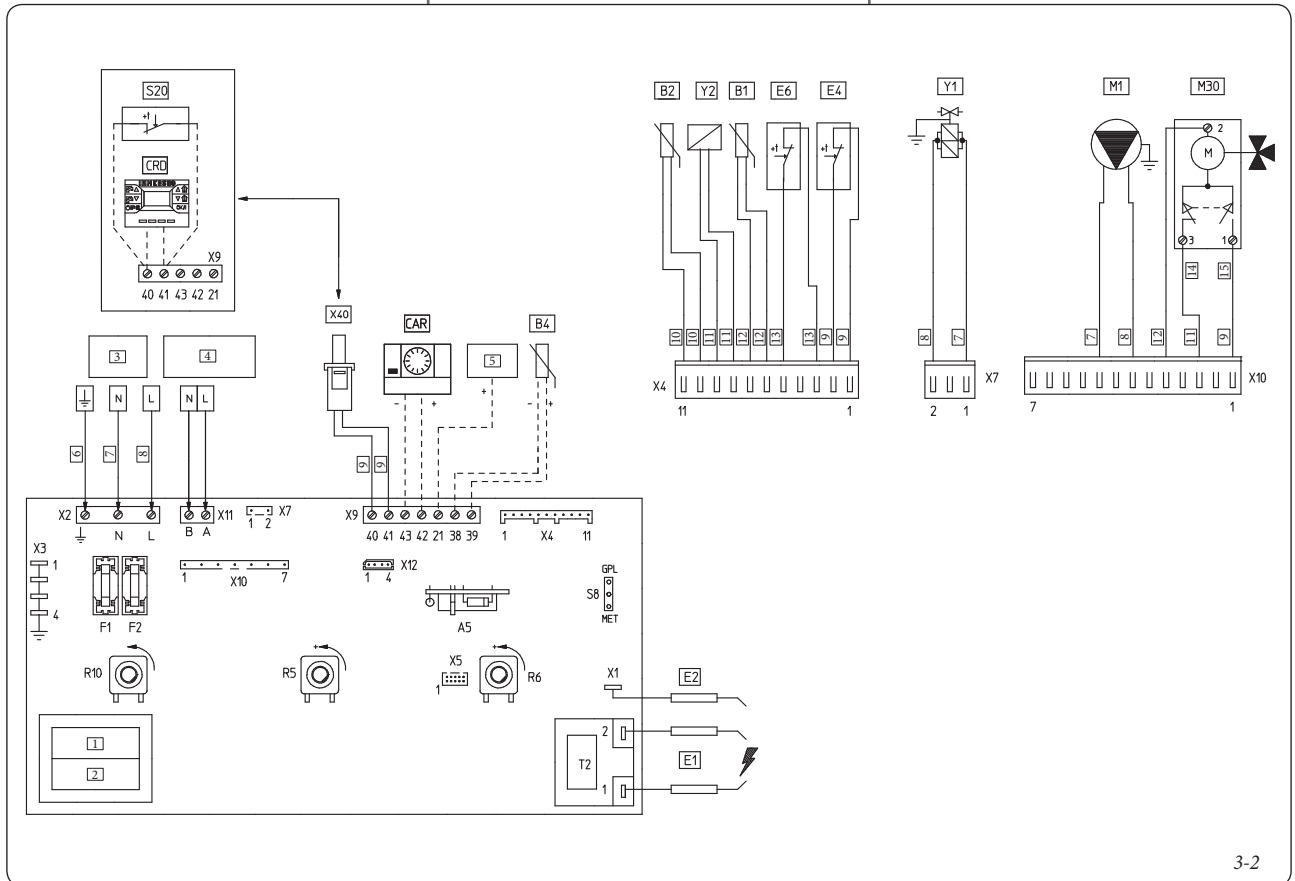 S20
+t
CRD
IMMERGAS
X9
40 41 43 42 21
3
4
N
L
N
L
6
7
8
X40
CAR
5
B4
-
+
+
-
+
9
9
B2
Y2
B1
E6
E4
+t
+t
10
10
11
11
12
12
13
13
9
9
X4
11
1
Y1
8
7
X7
2
1
M1
M30
2
M
3
1
14
15
7
8
12
11
9
X10
7
1
X2
N
L
B A
X11
1 2
X7
X9
40 41 43 42 21 38 39
1
X4
11
X3
1
4
F1
F2
1
X10
7
1 4
X12
A5
GPL
S8
MET
R10
R5
+
X5
1
+
R6
X1
E2
1
2
T2
2
1
E1
3-2